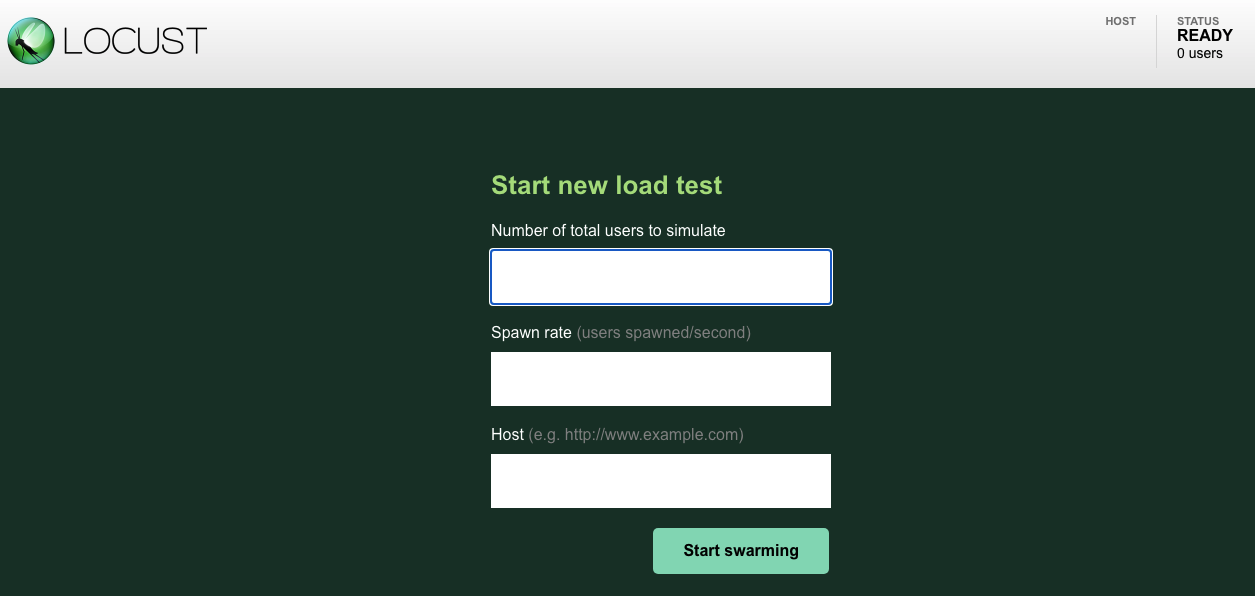 LOCUST
HOST
STATUS
READY
0 users
Start new load test
Number of total users to simulate
Spawn rate (users spawned/second)
Host (e.g. http://www.example.com)
Start swarming